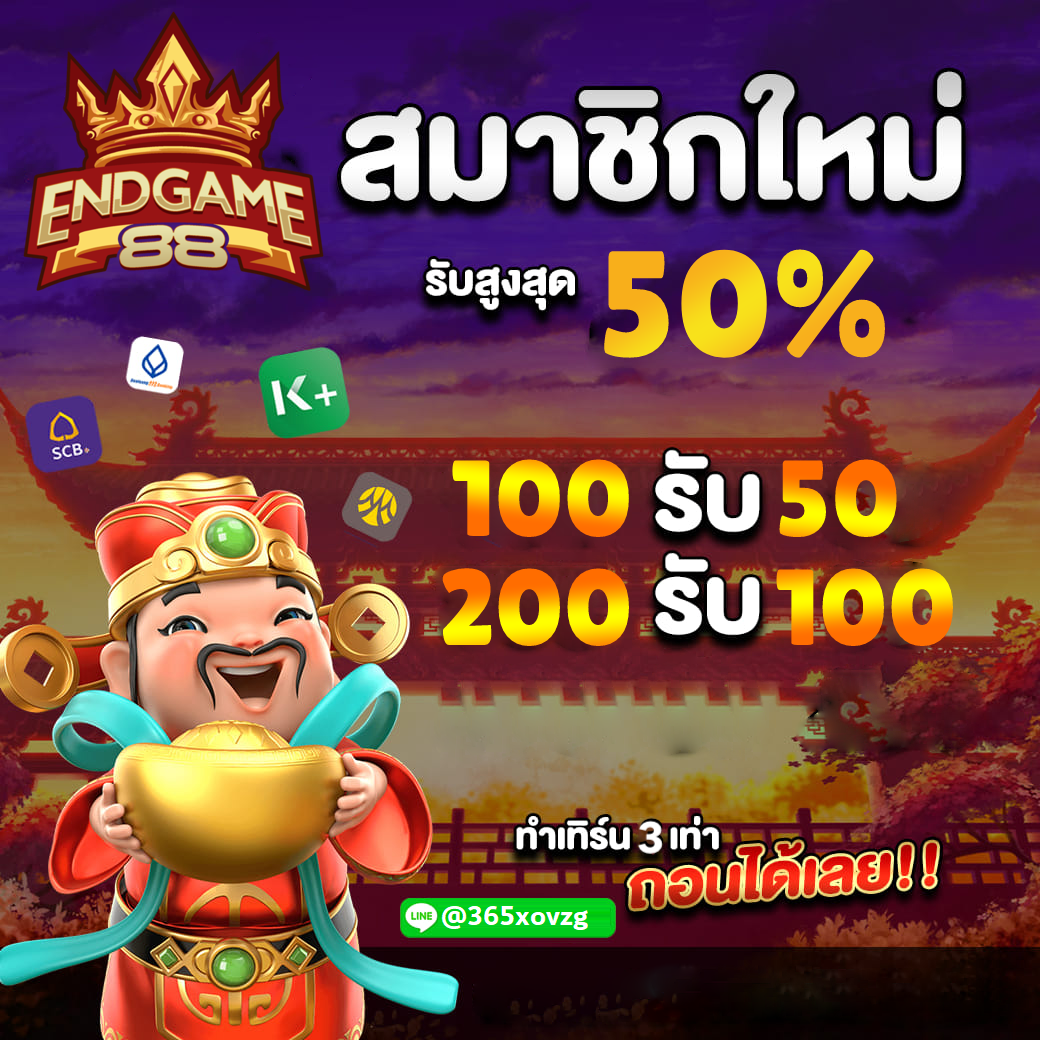 ENDGAME
88
สมาชิกใหม่
รับสูงสุด 50%
K+
SCB
100 รับ 50
200 รับ 100
ทำเทิร์น 3 เท่า
ถอนได้เลย!!
LINE @365xovzg